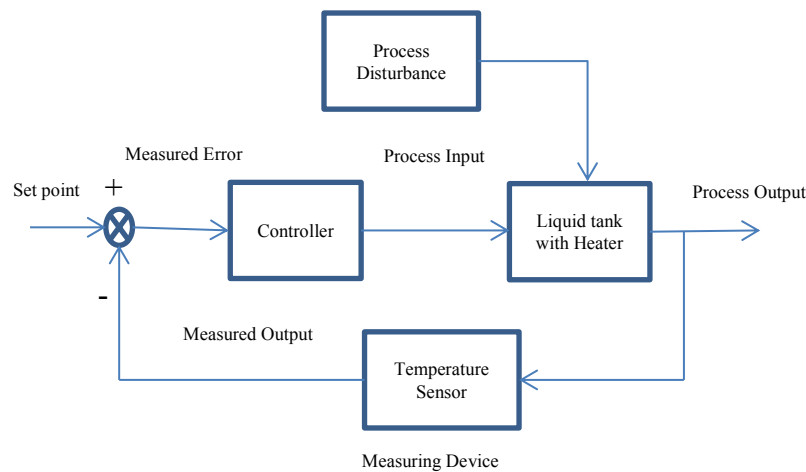 Process
Disturbance
Measured Error
Process Input
Set point
+
Controller
Liquid tank
with Heater
Process Output
-
Measured Output
Temperature
Sensor
Measuring Device